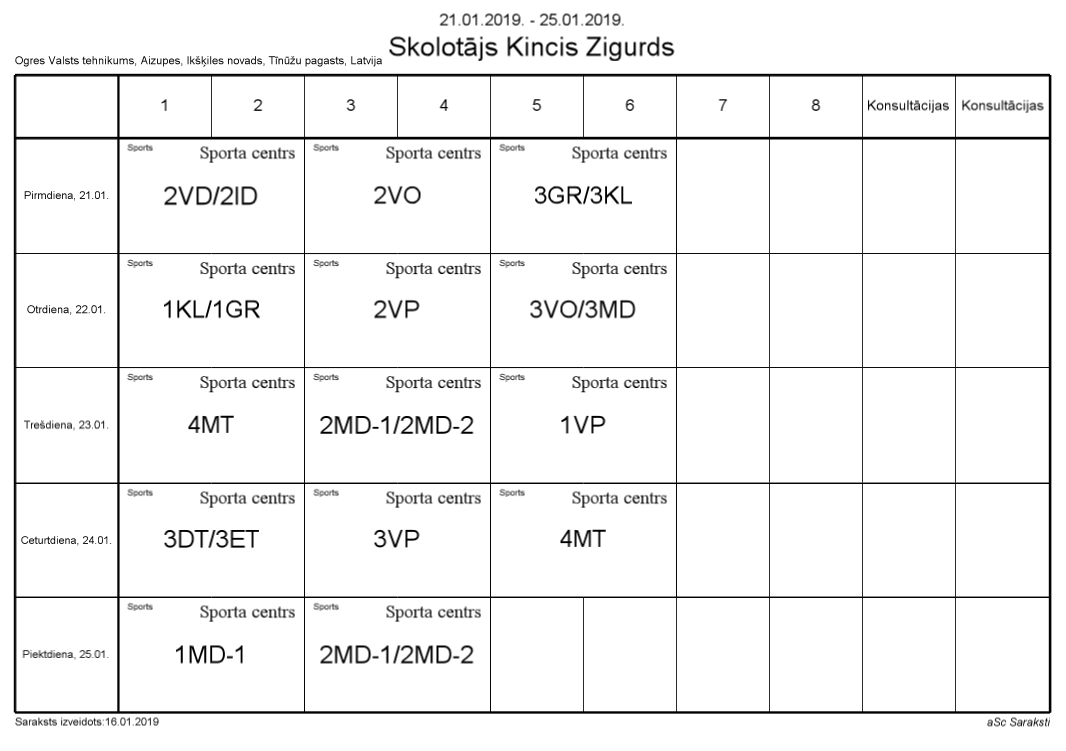 21.01.2019. - 25.01.2019.
Skolotājs Kincis Zigurds
Ogres Valsts tehnikums, Aizupes, Ikšķiles novads, Tīnūžu pagasts, Latvija
1 2 3 4 5 6 7 8 Konsultācijas Konsultācijas
Sports Sporta centrs Sports Sporta centrs Sports Sporta centrs
Pirmdiena, 21.01. 2VD/2ID 2VO 3GR/3KL
Sports Sporta centrs Sports Sporta centrs Sports Sporta centrs
Otrdiena, 22.01. 1KL/1GR 2VP 3VO/3MD
Sports Sporta centrs Sports Sporta centrs Sports Sporta centrs
Trešdiena, 23.01. 4MT 2MD-1/2MD-2 1VP
Sports Sporta centrs Sports Sporta centrs Sports Sporta centrs
Ceturtdiena, 24.01. 3DT/3ET 3VP 4MT
Sports Sporta centrs Sports Sporta centrs
Piektdiena, 25.01. 1MD-1 2MD-1/2MD-2
Saraksts izveidots:16.01.2019 aSc Saraksti